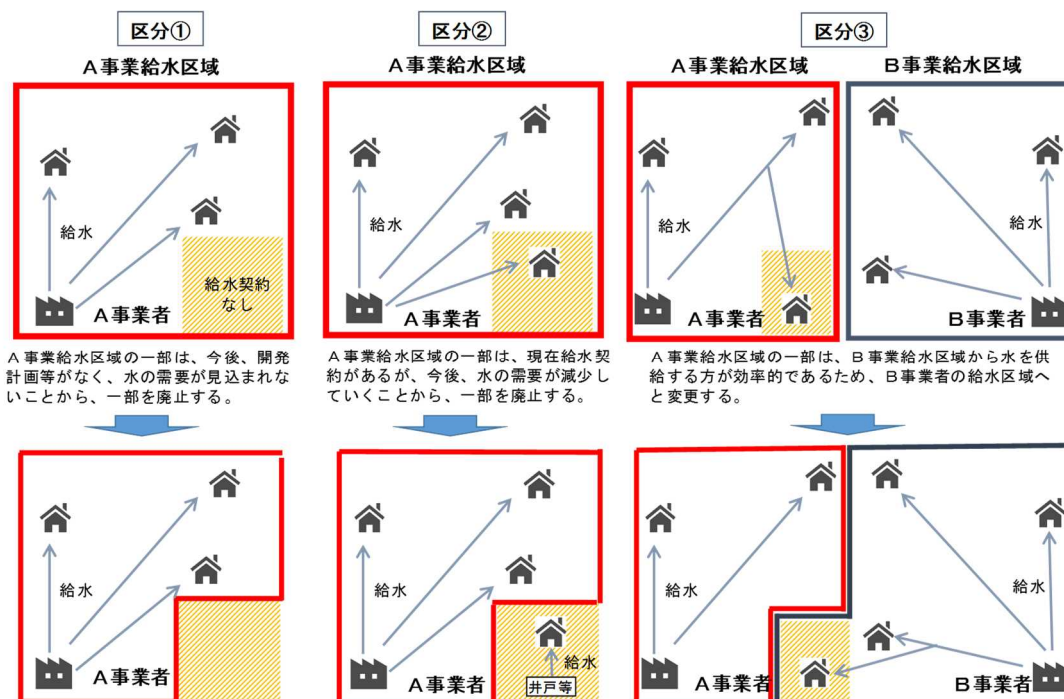 区分①
A事業給水区域
給水
給水契約
なし
A事業者
A事業給水区域の一部は、今後、開発
計画等がなく、水の需要が見込まれな
いことから、一部を廃止する。
給水
A事業者
区分②
A事業給水区域
給水
A事業者
A事業給水区域の一部は、現在給水契
約があるが、今後、水の需要が減少し
ていくことから、一部を廃止する。
給水
給水
井戸等
A事業者
区分③
A事業給水区域
B事業給水区域
給水
給水
A事業者
B事業者
A事業給水区域の一部は、B事業給水区域から水を供
給する方が効率的であるため、B事業者の給水区域へ
と変更する。
給水
給水
A事業者
B事業者